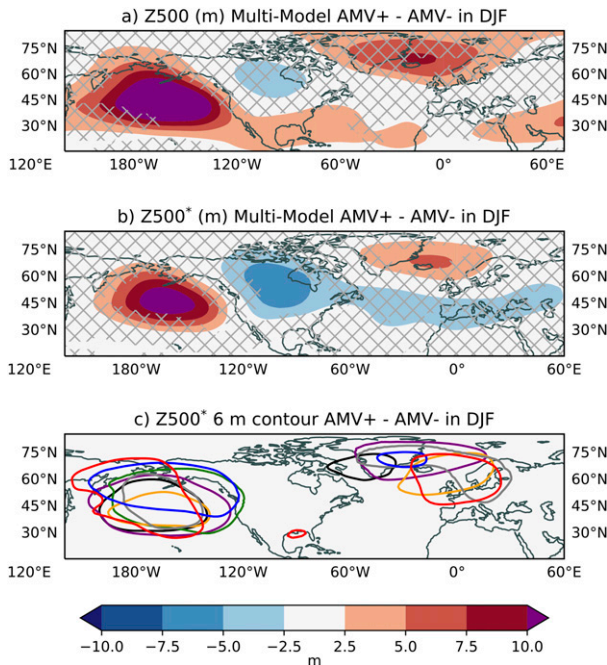 a) Z500 (m) Multi-Model AMV+ - AMV- in DJF
75°N
75°N
60°N
60°N
45°N
45°N
30°N
30°N
120°E 180°W 120°W 60°W 0° 60°E
b) Z500* (m) Multi-Model AMV+ - AMV- in DJF
75°N
75°N
60°N
60°N
45°N
45°N
30°N
30°N
120°E 180°W 120°W 60°W 0° 60°E
c) Z500* 6 m contour AMV+ - AMV- in DJF
75°N
75°N
60°N
60°N
45°N
45°N
30°N
30°N
120°E 180°W 120°W 60°W 0° 60°E
−10.0 −7.5 −5.0 −2.5 2.5 5.0 7.5 10.0
m